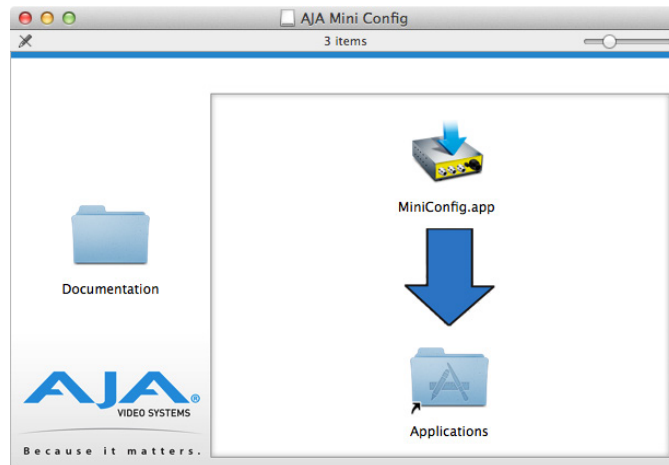 AJA Mini Config
3 items
MiniConfig.app
Documentation
Applications
AJA®
VIDEO SYSTEMS
Because it matters.